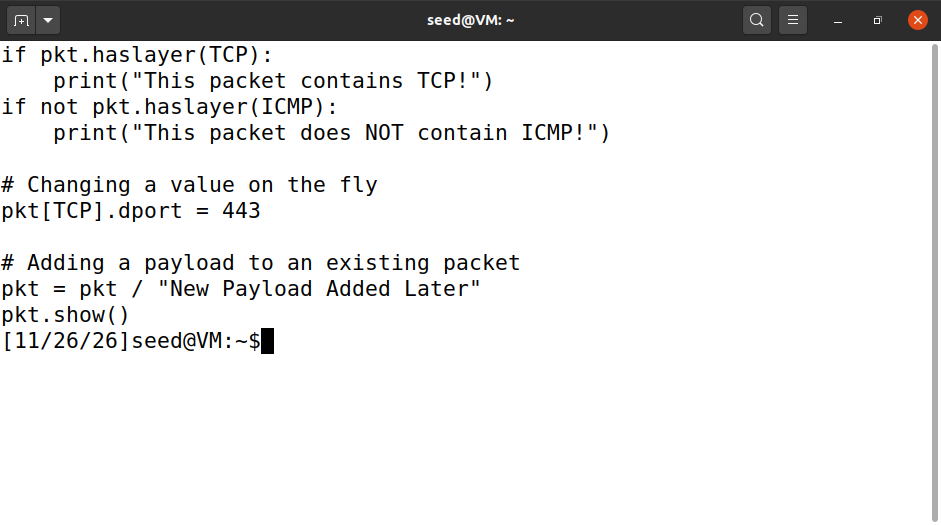 seed@VM: ~
if pkt.haslayer(TCP):
    print("This packet contains TCP!")
if not pkt.haslayer(ICMP):
    print("This packet does NOT contain ICMP!")

# Changing a value on the fly
pkt[TCP].dport = 443

# Adding a payload to an existing packet
pkt = pkt / "New Payload Added Later"
pkt.show()
[11/26/26]seed@VM:~$